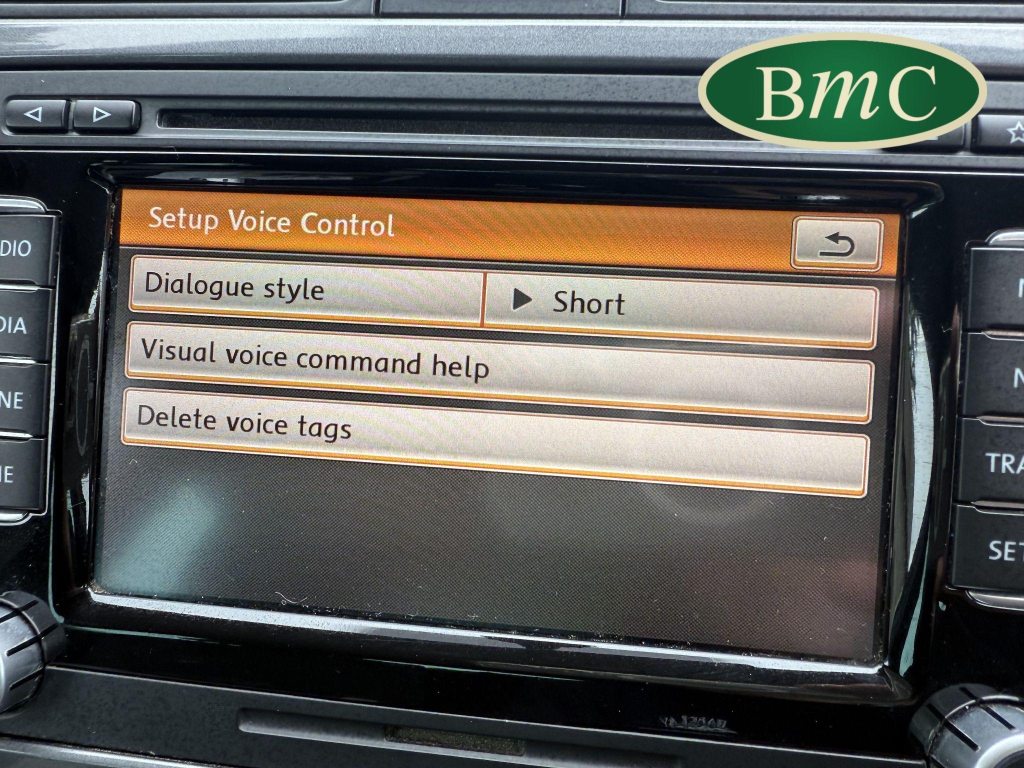 BmC
Setup Voice Control
Dialogue style
Short
Visual voice command help
Delete voice tags